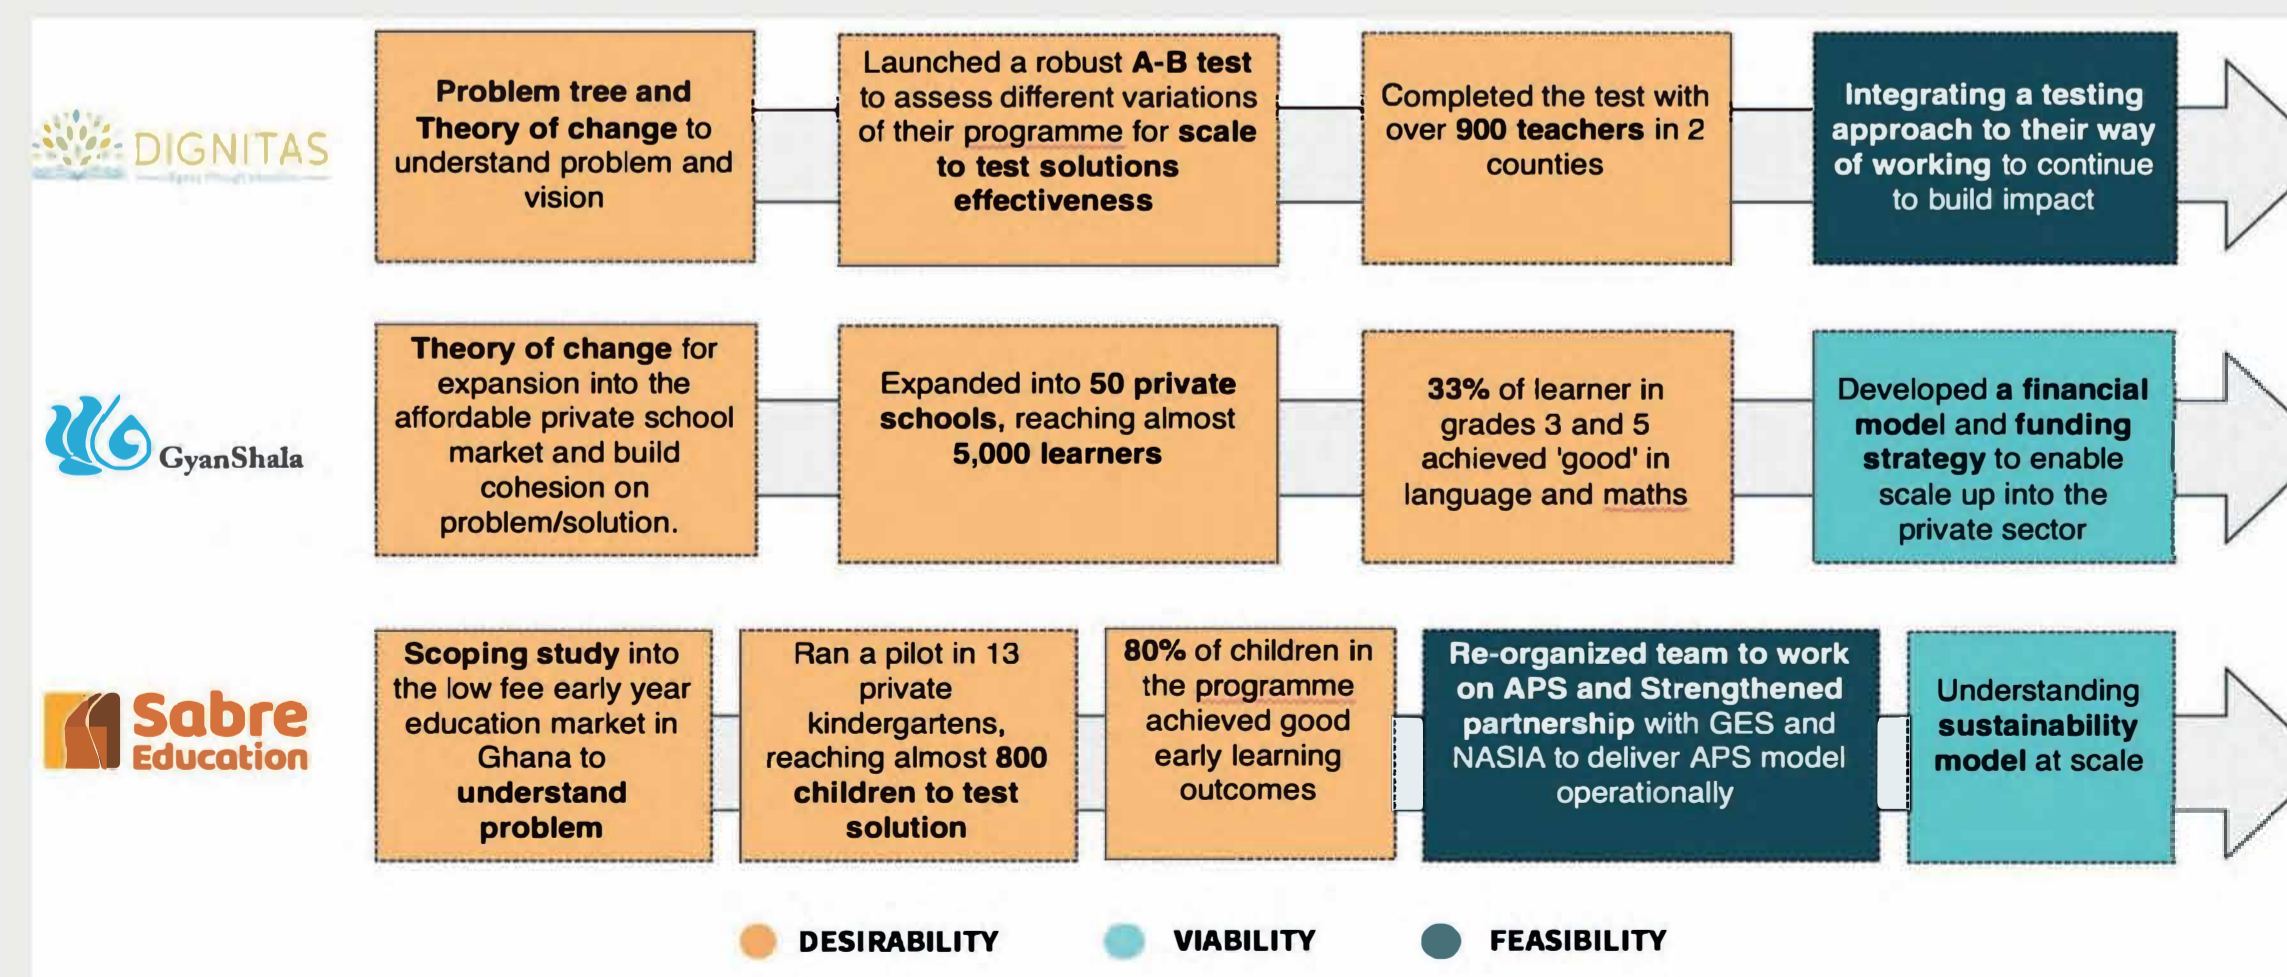 DIGNITAS
Problem tree and
Theory of change to
understand problem and
vision
Launched a robust A-B test
to assess different variations
of their programme for scale
to test solutions
effectiveness
Completed the test with
over 900 teachers in 2
counties
Integrating a testing
approach to their way
of working to continue
to build impact
GyanShala
Theory of change for
expansion into the
affordable private school
market and build
cohesion on
problem/solution.
Expanded into 50 private
schools, reaching almost
5,000 learners
33% of learner in
grades 3 and 5
achieved 'good' in
language and maths
Developed a financial
model and funding
strategy to enable
scale up into the
private sector
Sabre
Education
Scoping study into
the low fee early year
education market in
Ghana to
understand
problem
Ran a pilot in 13
private
kindergartens,
reaching almost 800
children to test
solution
80% of children in
the programme
achieved good
early learning
outcomes
Re-organized team to work
on APS and Strengthened
partnership with GES and
NASIA to deliver APS model
operationally
Understanding
sustainability
model at scale
DESIRABILITY
VIABILITY
FEASIBILITY